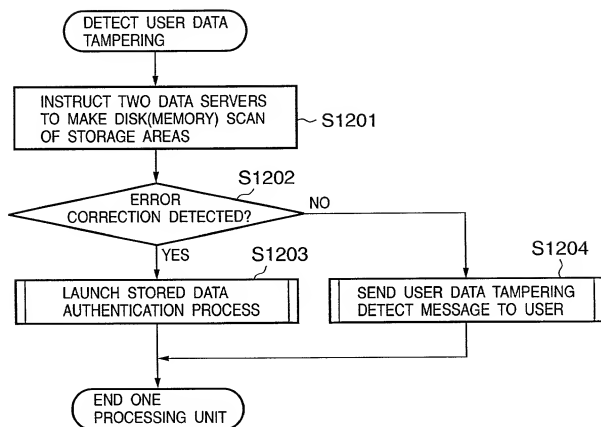 DETECT USER DATA
TAMPERING
INSTRUCT TWO DATA SERVERS
TO MAKE DISK(MEMORY) SCAN
OF STORAGE AREAS
S1201
S1202
ERROR
CORRECTION DETECTED?
NO
YES
S1203
LAUNCH STORED DATA
AUTHENTICATION PROCESS
S1204
SEND USER DATA TAMPERING
DETECT MESSAGE TO USER
END ONE
PROCESSING UNIT